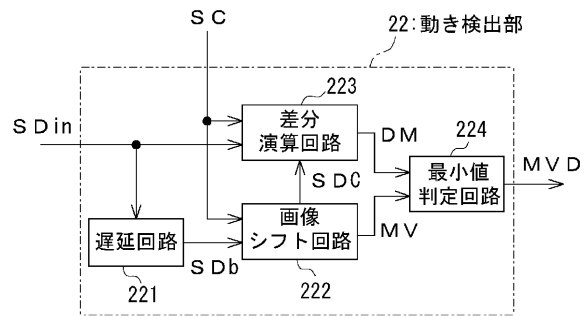 SC
22:動き検出部
223
差分
演算回路
SDin
DM
224
最小値
判定回路
MVD
SDC
画像
シフト回路
MV
遅延回路
SDb
221
222